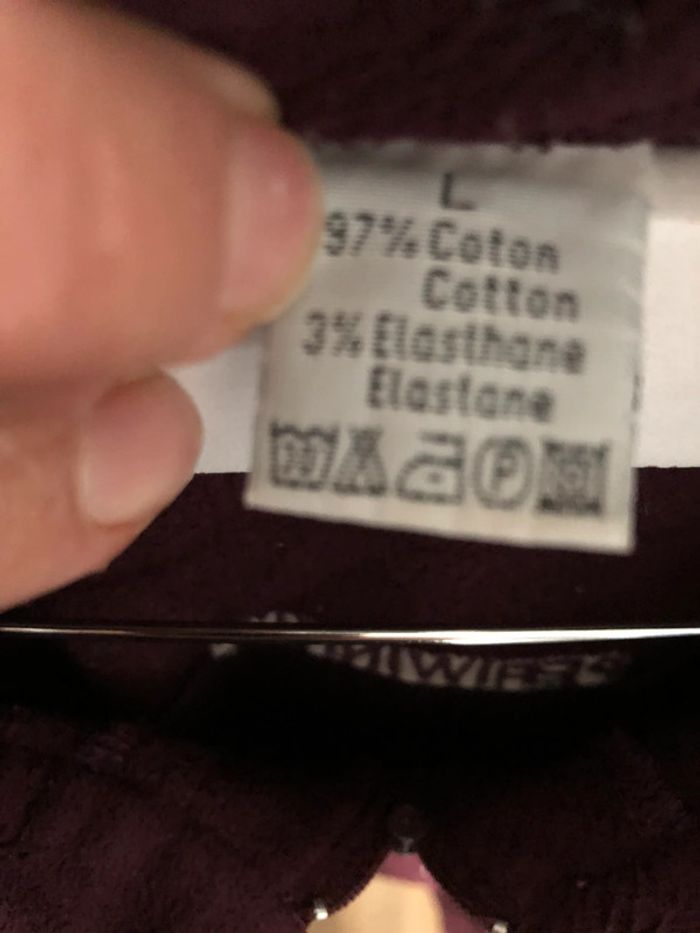 L
97% Coton
Cotton
3% Elasthane
Elastane
P